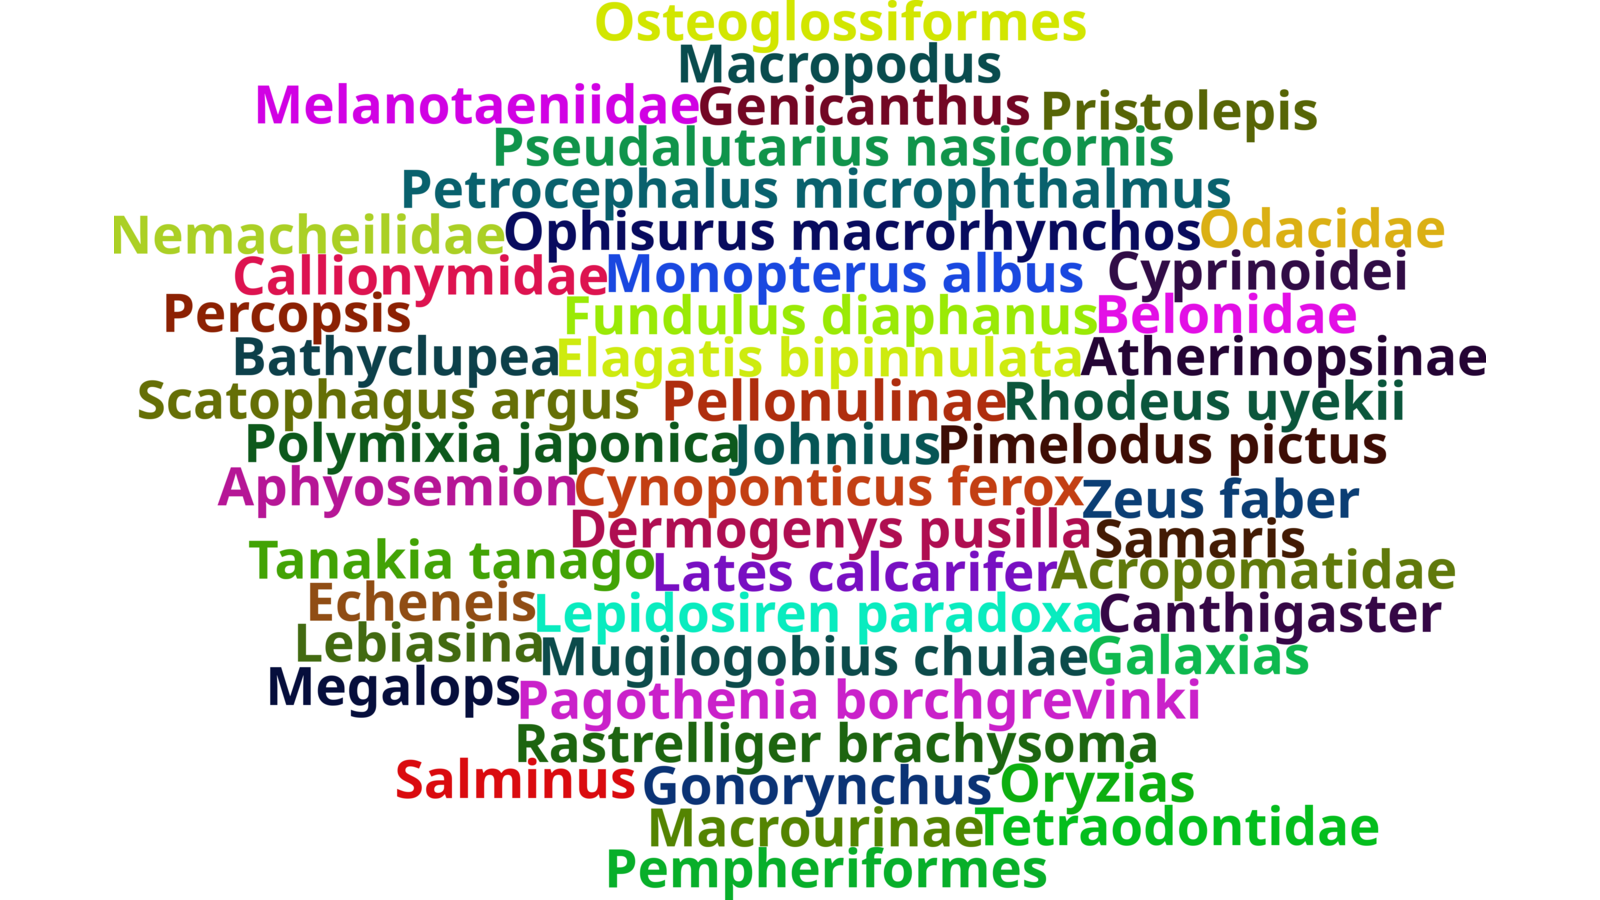 Osteoglossiformes
Macropodus
Melanotaeniidae Genicanthus Pristolepis
Pseudalutarius nasicornis
Petrocephalus microphthalmus
Nemacheilidae Ophisurus macrorhynchos Odacidae
Callionymidae Monopterus albus Cyprinoidei
Percopsis Fundulus diaphanus Belonidae
Bathyclupea Elagatis bipinnulata Atherinopsinae
Scatophagus argus Pellonulinae Rhodeus uyekii
Polymixia japonica Johnius Pimelodus pictus
Aphyosemion Cynoponticus ferox Zeus faber
Dermogenys pusilla Samaris
Tanakia tanago Lates calcarifer Acropomatidae
Echeneis Lepidosiren paradoxa Canthigaster
Lebiasina Mugilogobius chulae Galaxias
Megalops Pagothenia borchgrevinki
Rastrelliger brachysoma
Salminus Gonorynchus Oryzias
Macrourinae Tetraodontidae
Pempheriformes